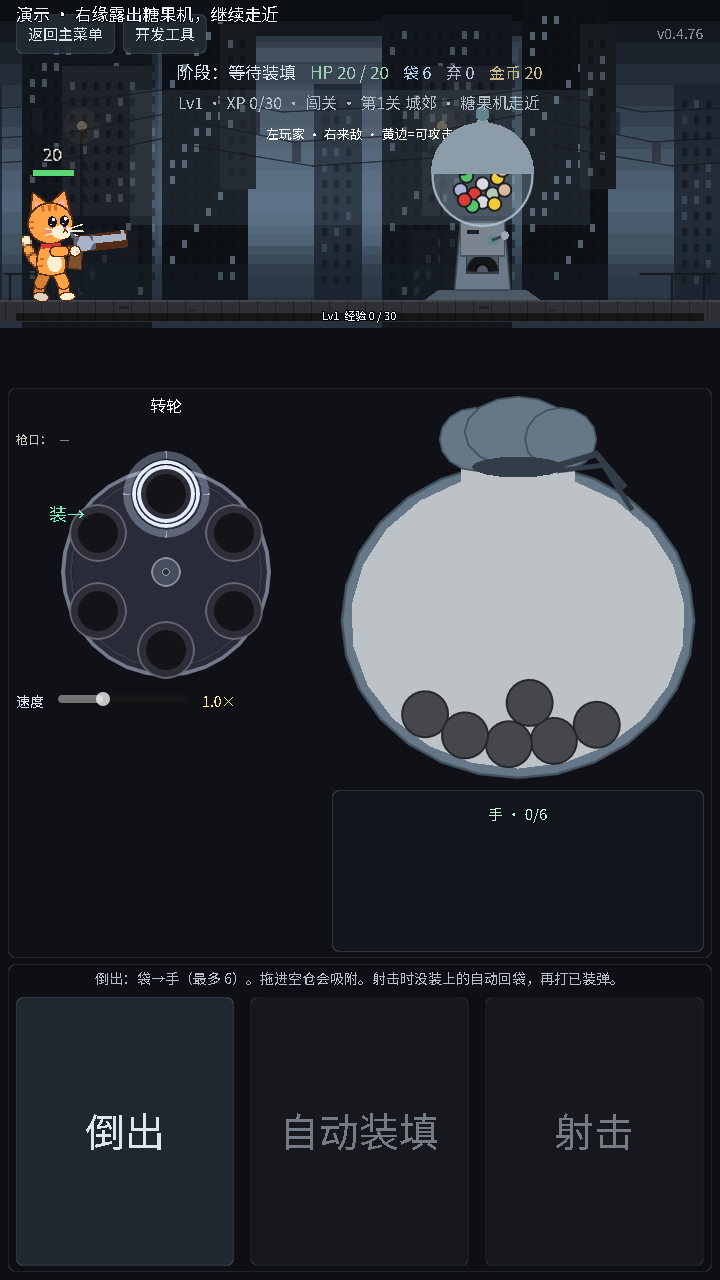 演示 · 右缘露出糖果机，继续走近
返回主菜单 开发工具 v0.4.76
阶段：等待装填 HP 20 / 20 袋 6 弃 0 金币 20
Lv1 · XP 0/30 · 闯关 · 第1关 城郊 · 糖果机走近
左玩家 · 右来敌 · 黄边=可攻击
20
Lv1 经验 0 / 30
转轮
枪口： —
装→
速度 1.0×
手 · 0/6
倒出：袋→手（最多 6）。拖进空仓会吸附。射击时没装上的自动回袋，再打已装弹。
倒出 自动装填 射击